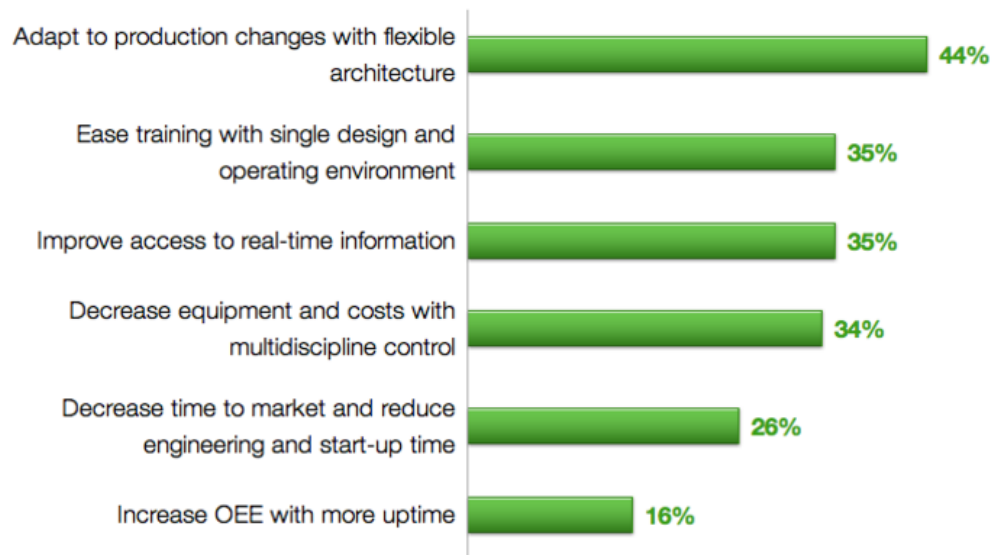 Adapt to production changes with flexible
architecture
44%
Ease training with single design and
operating environment
35%
Improve access to real-time information
35%
Decrease equipment and costs with
multidiscipline control
34%
Decrease time to market and reduce
engineering and start-up time
26%
Increase OEE with more uptime
16%